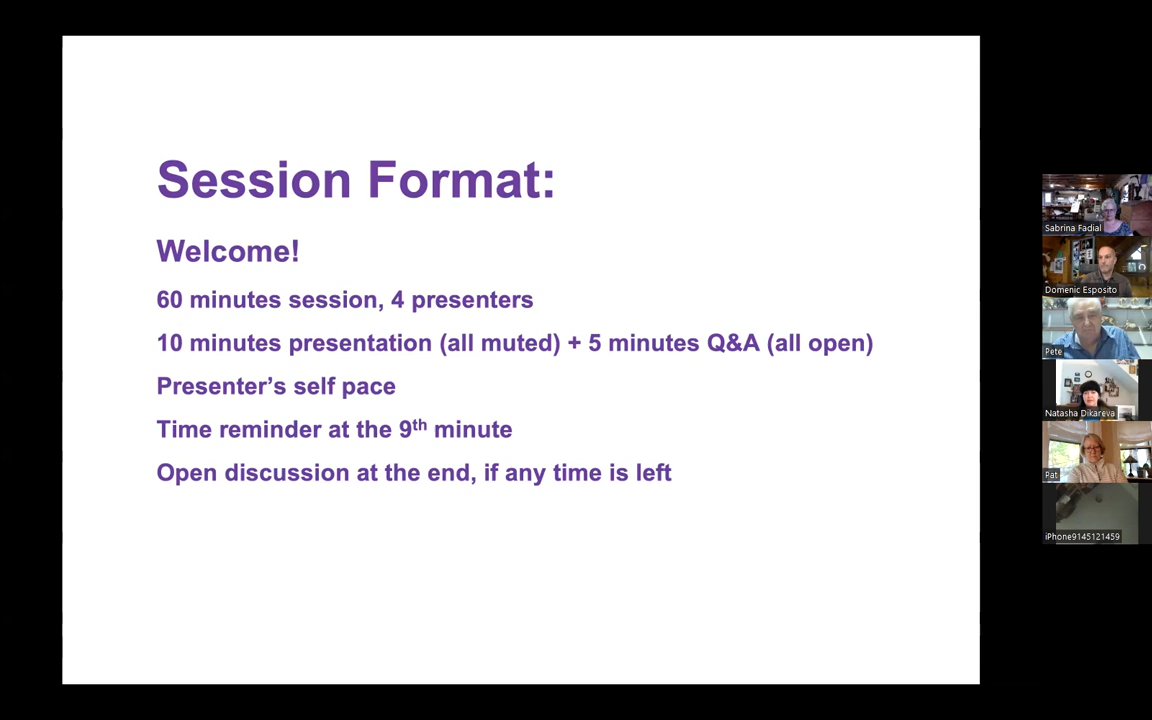 Session Format:
Welcome!
60 minutes session, 4 presenters
10 minutes presentation (all muted) + 5 minutes Q&A (all open)
Presenter’s self pace
Time reminder at the 9th minute
Open discussion at the end, if any time is left
Sabrina Fadial
Domenic Esposito
Pete
Natasha Dikareva
Pat
iPhone9145121459